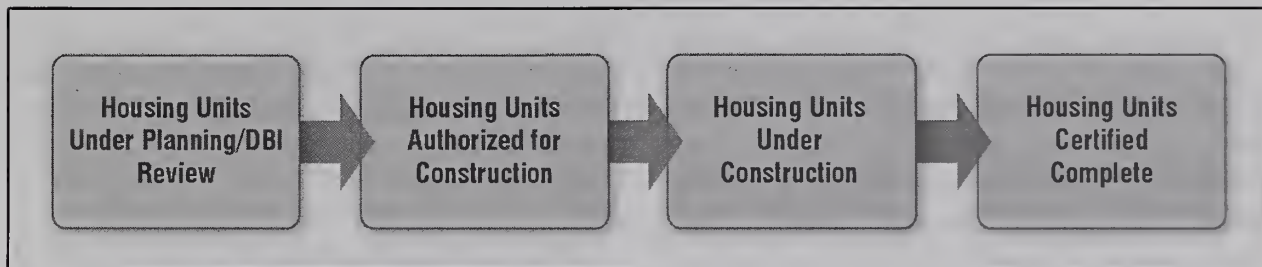 Housing Units
Under Planning/DBI
Review
Housing Units
Authorized for
Construction
Housing Units
Under
Construction
Housing Units
Certified
Complete